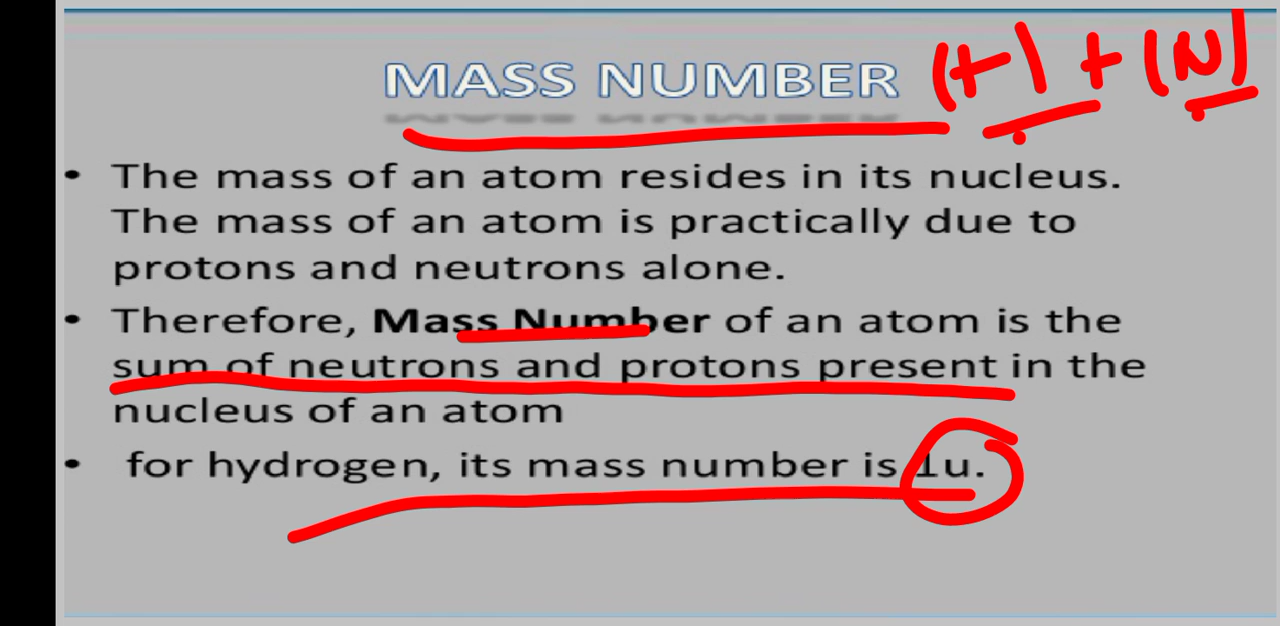 MASS NUMBER (+) + (N)
• The mass of an atom resides in its nucleus.
The mass of an atom is practically due to
protons and neutrons alone.
• Therefore, Mass Number of an atom is the
sum of neutrons and protons present in the
nucleus of an atom
• for hydrogen, its mass number is 1u.